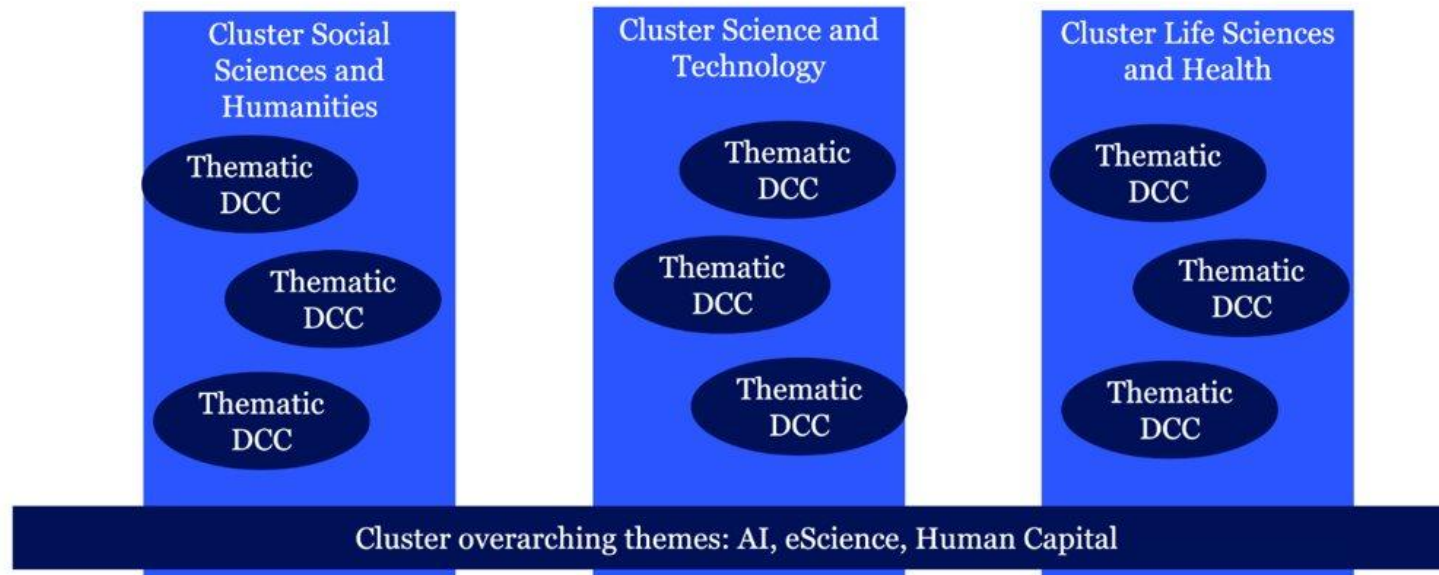 Cluster Social
Sciences and
Humanities
Thematic
DCC
Thematic
DCC
Thematic
DCC
Cluster Science and
Technology
Thematic
DCC
Thematic
DCC
Thematic
DCC
Cluster Life Sciences
and Health
Thematic
DCC
Thematic
DCC
Thematic
DCC
Cluster overarching themes: AI, eScience, Human Capital